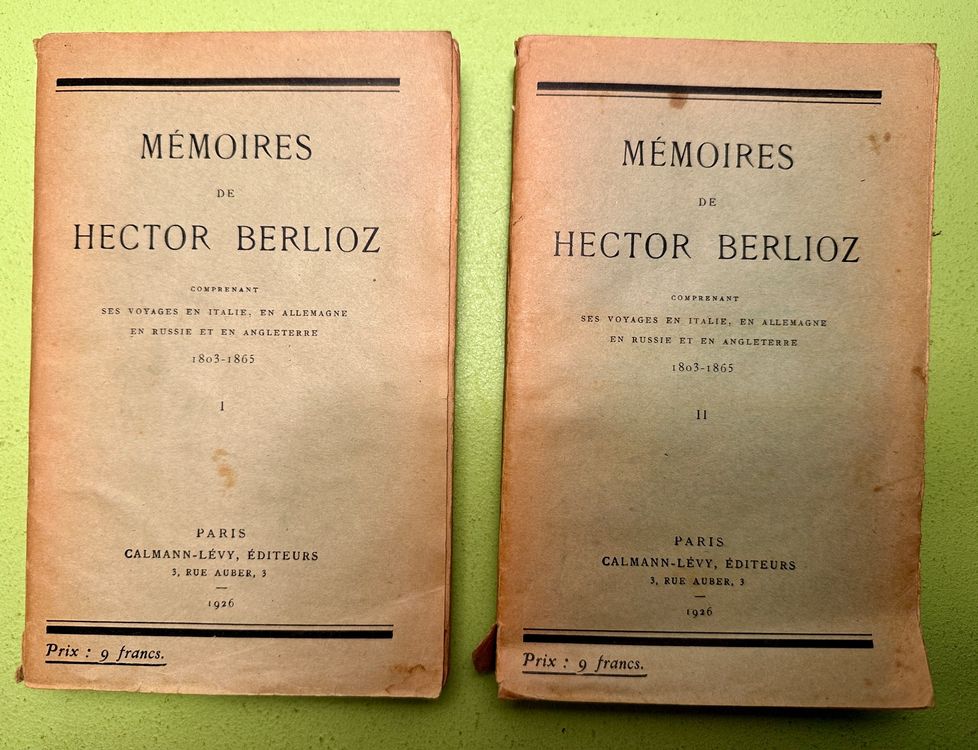 MÉMOIRES
DE
HECTOR BERLIOZ
COMPRENANT
SES VOYAGES EN ITALIE, EN ALLEMAGNE
EN RUSSIE ET EN ANGLETERRE
1803-1865
I
PARIS
CALMANN-LÉVY, ÉDITEURS
3, RUE AUBER, 3
1926
Prix : 9 francs.
MÉMOIRES
DE
HECTOR BERLIOZ
COMPRENANT
SES VOYAGES EN ITALIE, EN ALLEMAGNE
EN RUSSIE ET EN ANGLETERRE
1803-1865
II
PARIS
CALMANN-LÉVY, ÉDITEURS
3, RUE AUBER, 3
1926
Prix : 9 francs.